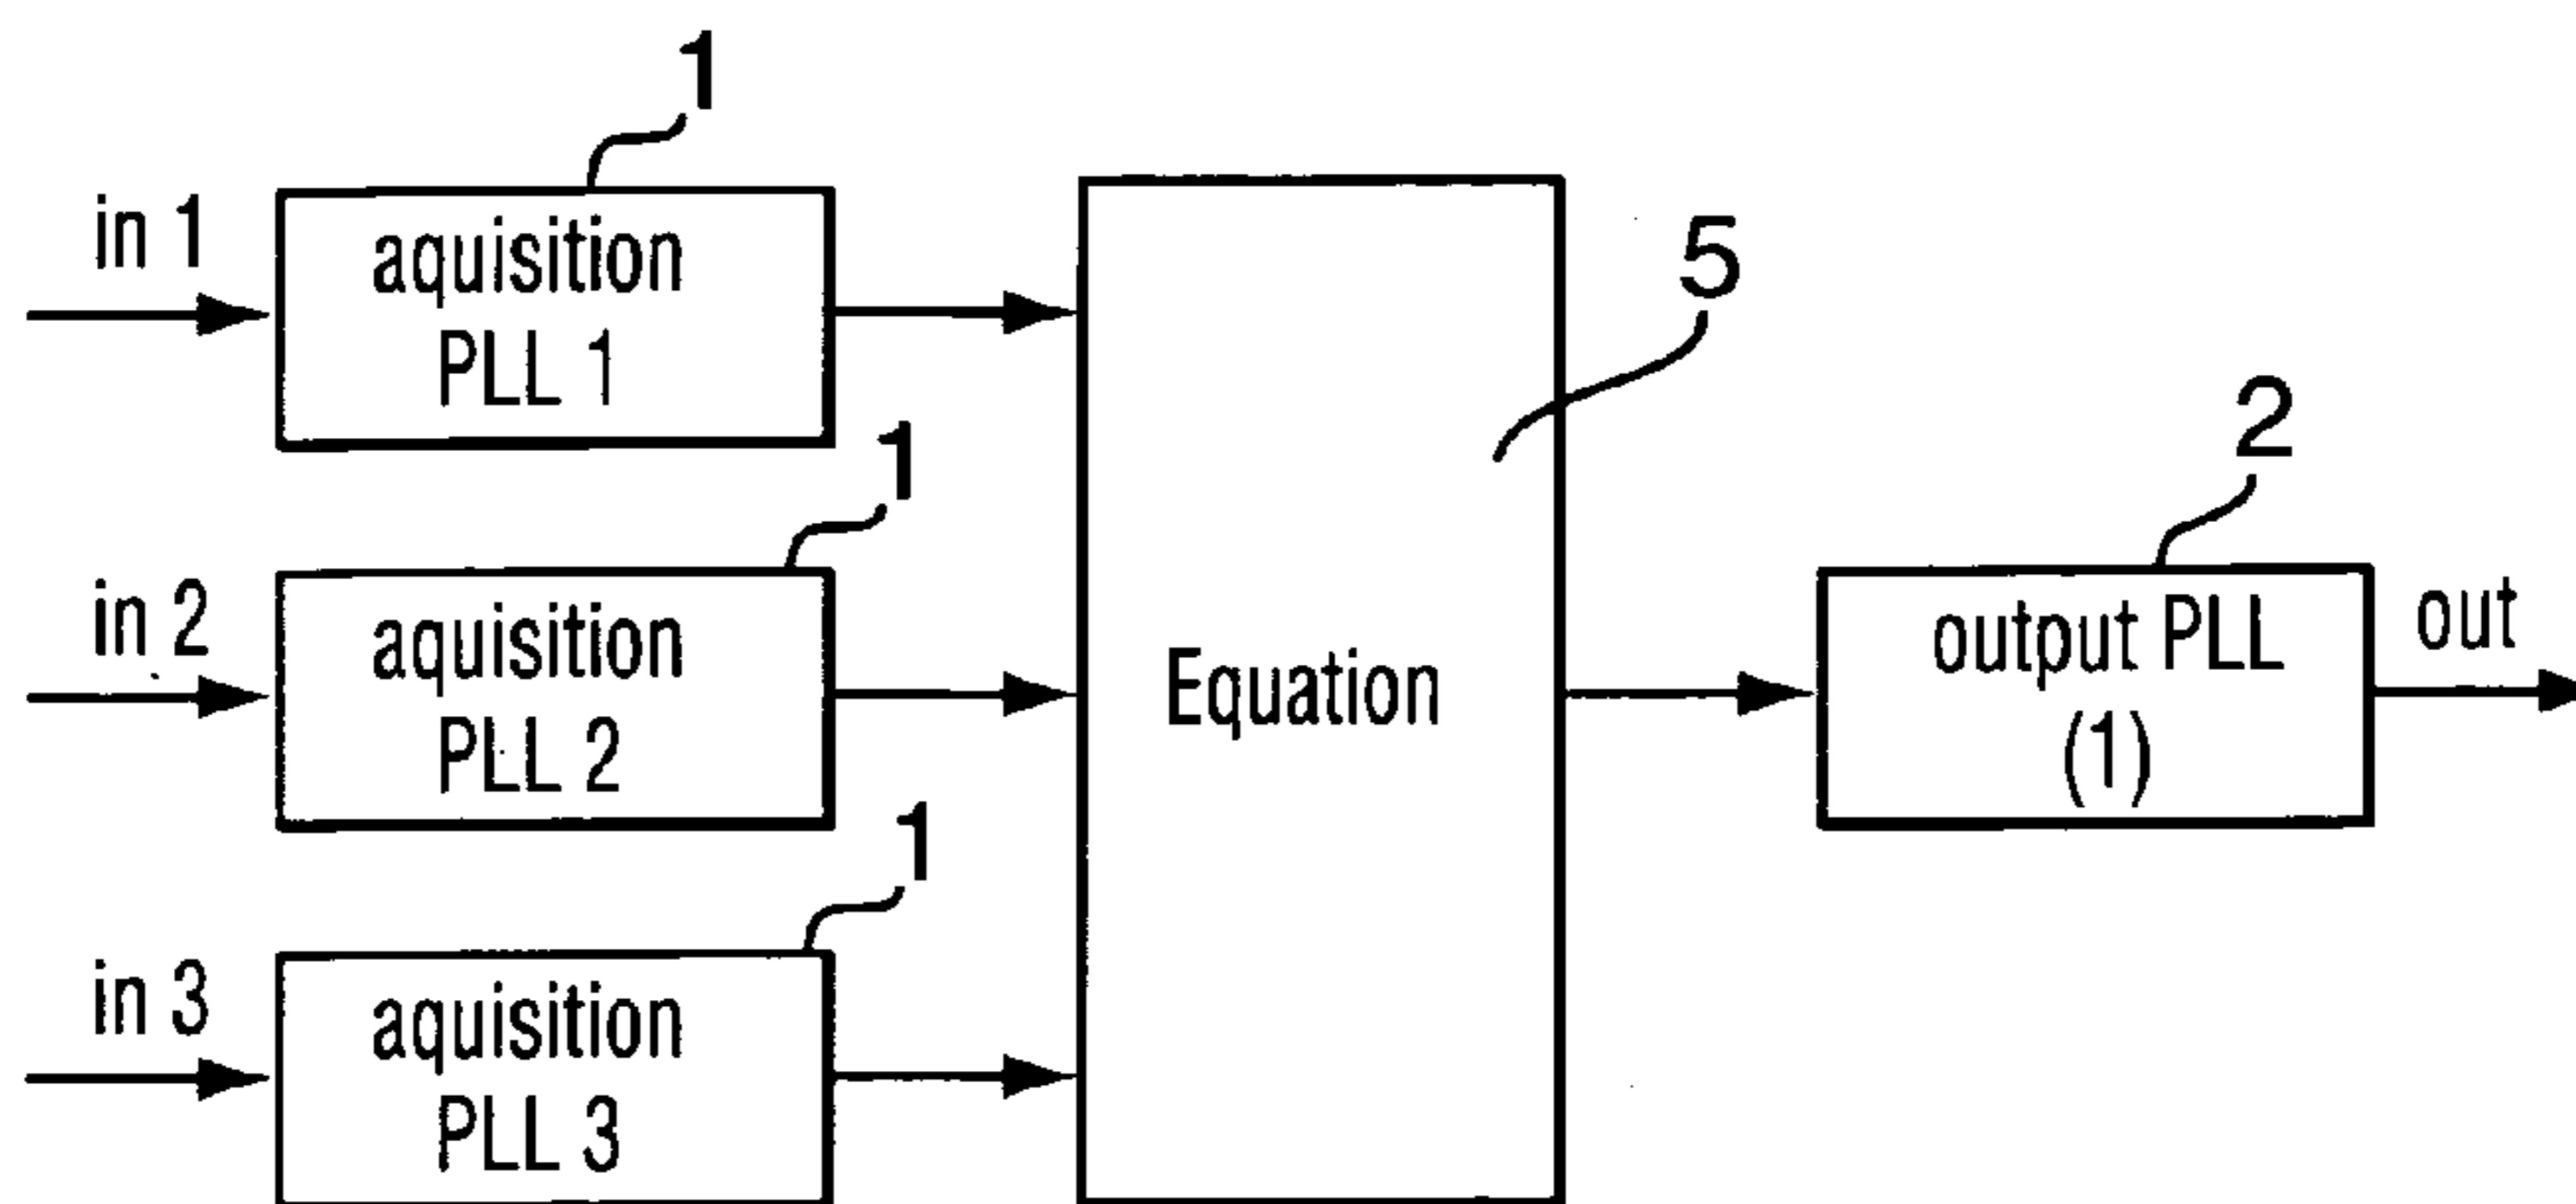 1
in 1
aquisition
PLL 1
5
1
2
in 2
aquisition
PLL 2
Equation
output PLL
(1)
out
1
in 3
aquisition
PLL 3